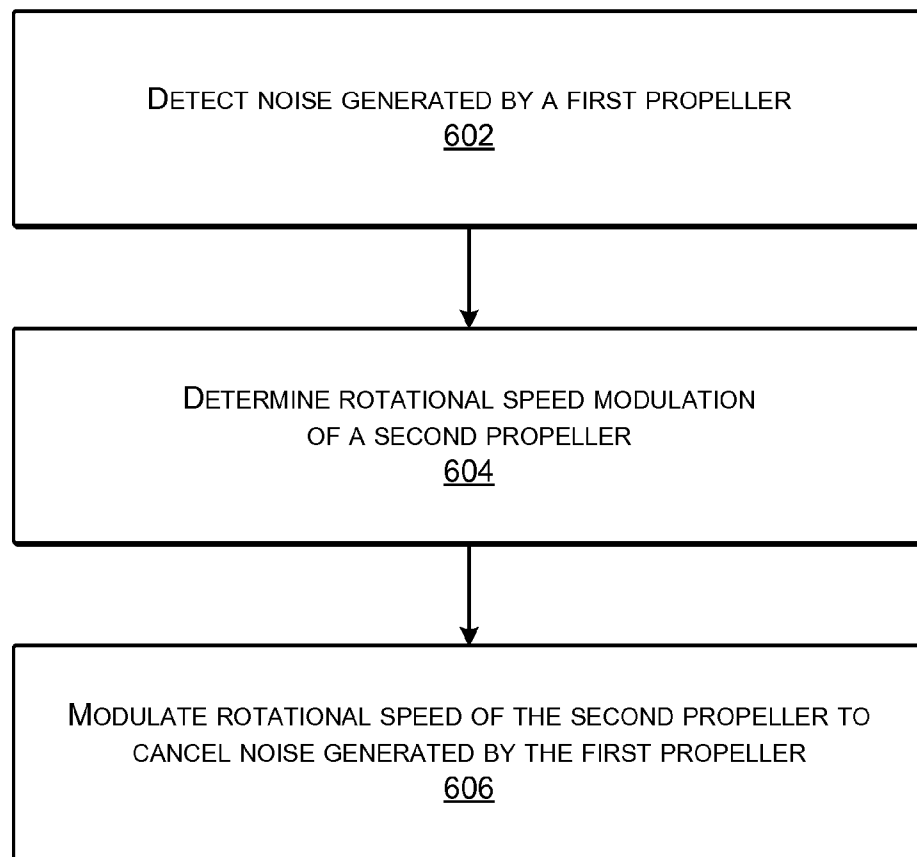 DETECT NOISE GENERATED BY A FIRST PROPELLER
602
DETERMINE ROTATIONAL SPEED MODULATION
OF A SECOND PROPELLER
604
MODULATE ROTATIONAL SPEED OF THE SECOND PROPELLER TO
CANCEL NOISE GENERATED BY THE FIRST PROPELLER
606